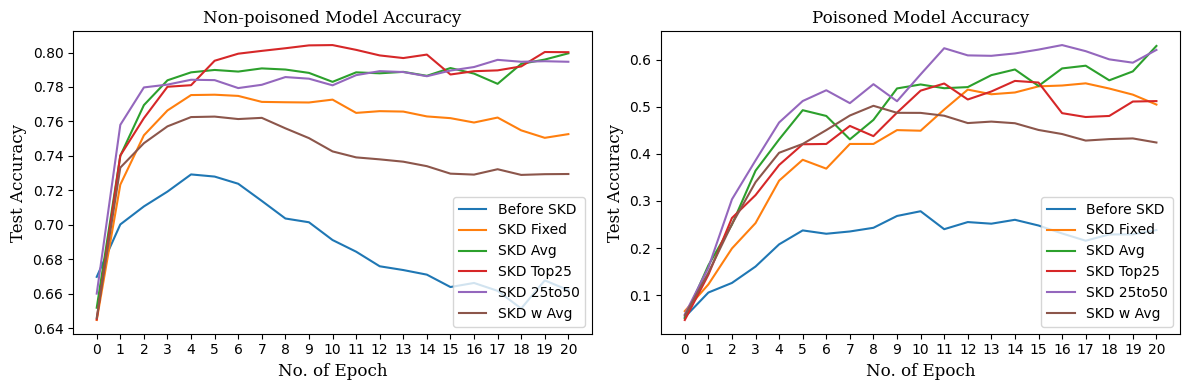 Non-poisoned Model Accuracy
Test Accuracy
0.80
0.78
0.76
0.74
0.72
0.70
0.68
0.66
0.64
Before SKD
SKD Fixed
SKD Avg
SKD Top25
SKD 25to50
SKD w Avg
0 1 2 3 4 5 6 7 8 9 10 11 12 13 14 15 16 17 18 19 20
No. of Epoch
Poisoned Model Accuracy
Test Accuracy
0.6
0.5
0.4
0.3
0.2
0.1
Before SKD
SKD Fixed
SKD Avg
SKD Top25
SKD 25to50
SKD w Avg
0 1 2 3 4 5 6 7 8 9 10 11 12 13 14 15 16 17 18 19 20
No. of Epoch